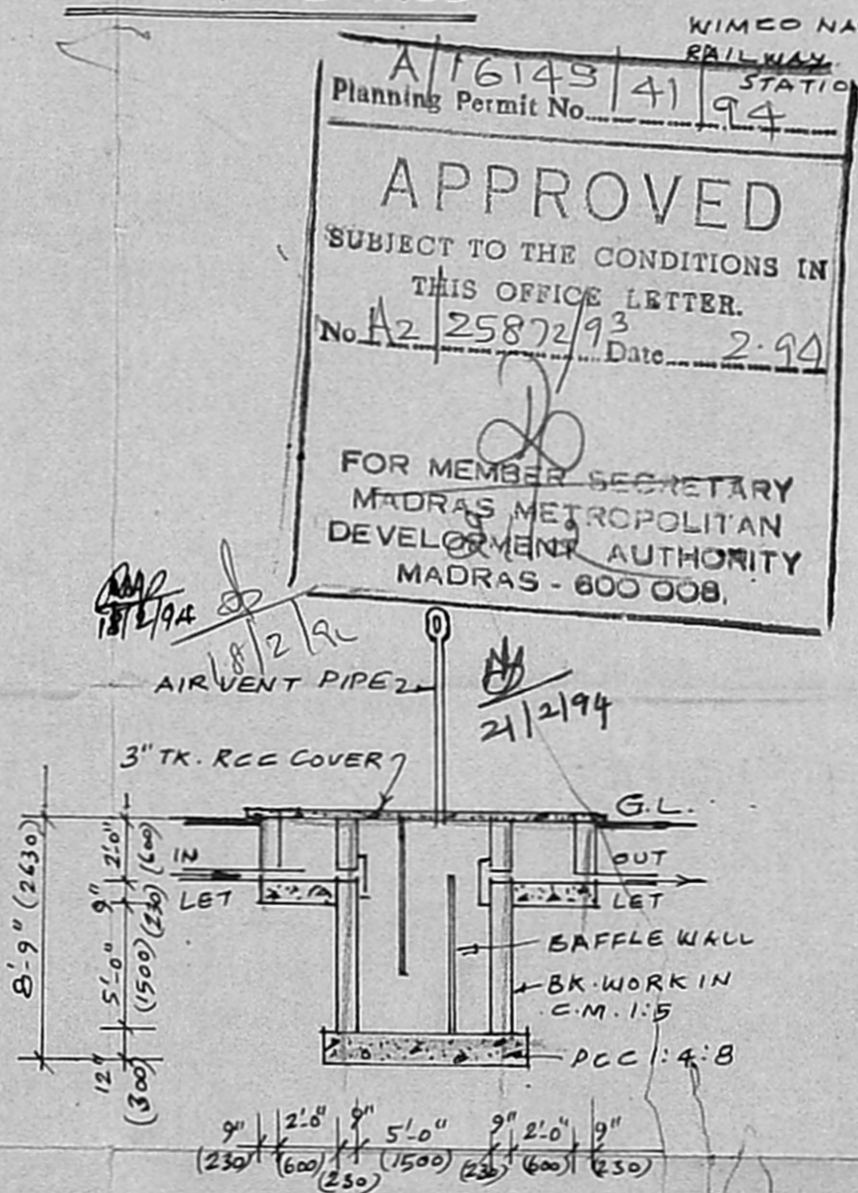 WIMCO NA
RAILWAY
STATIO
A/16149/41/94
Planning Permit No.
APPROVED
SUBJECT TO THE CONDITIONS IN
THIS OFFICE LETTER.
No A2/25872/93 Date 2.94
FOR MEMBER SECRETARY
MADRAS METROPOLITAN
DEVELOPMENT AUTHORITY
MADRAS - 600 008.
18/2/94
18/2/9
21/2/94
AIR VENT PIPE
3" TK. RCC COVER
G.L.
IN
LET
OUT
LET
BAFFLE WALL
BK. WORK IN
C.M. 1:5
PCC 1:4:8
8'-9" (2630)
2'-0" (600)
9" (230)
5'-0" (1500)
12" (300)
9" 2'-0" 9" 5'-0" 9" 2'-0" 9"
(230) (600) (230) (1500) (230) (600) (230)